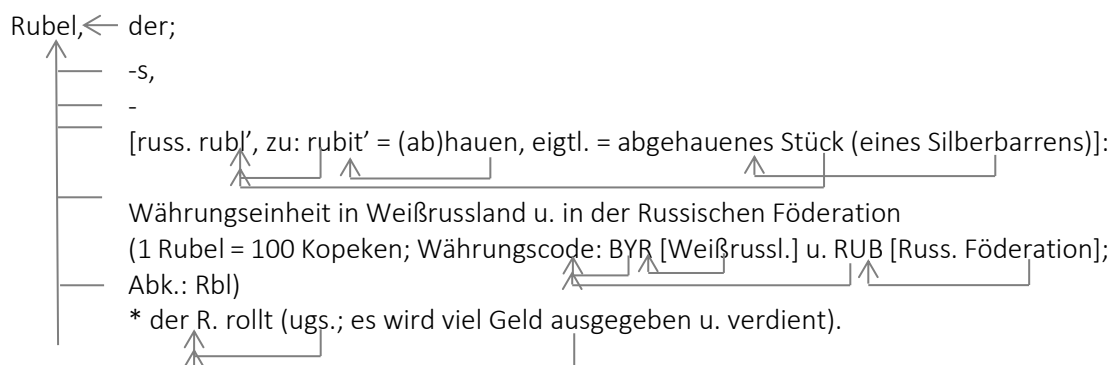 Rubel, der;
-s,
-
[russ. rubl’, zu: rubit’ = (ab)hauen, eigtl. = abgehauenes Stück (eines Silberbarrens)]:
Währungseinheit in Weißrussland u. in der Russischen Föderation
(1 Rubel = 100 Kopeken; Währungscode: BYR [Weißrussl.] u. RUB [Russ. Föderation];
Abk.: Rbl)
* der R. rollt (ugs.; es wird viel Geld ausgegeben u. verdient).